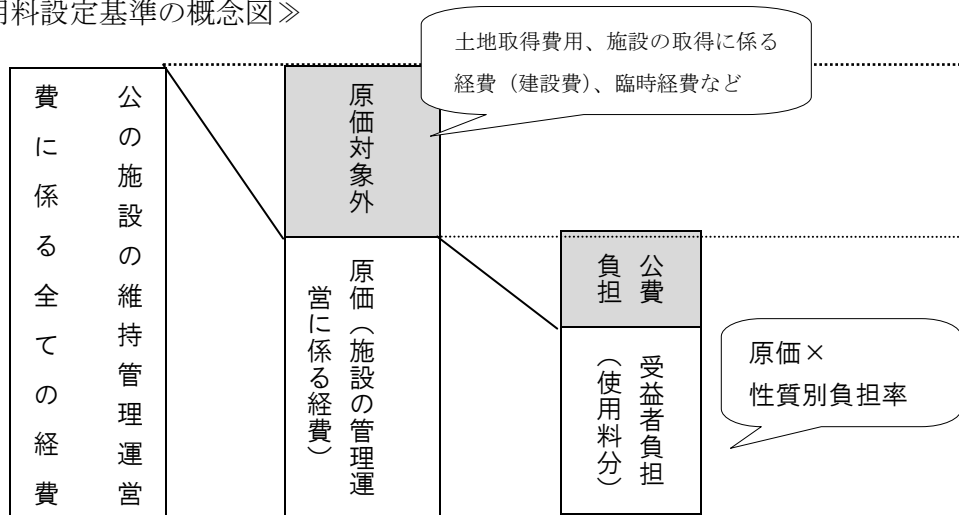 用料設定基準の概念図≫
土地取得費用、施設の取得に係る
経費（建設費）、臨時経費など
公の施設の維持管理運営
費に係る全ての経費
原価対象外
原価（施設の管理運
営に係る経費）
公費
負担
受益者負担
（使用料分）
原価×
性質別負担率